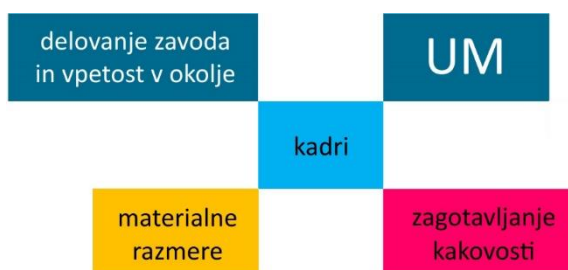 delovanje zavoda
in vpetost v okolje
UM
kadri
materialne
razmere
zagotavljanje
kakovosti